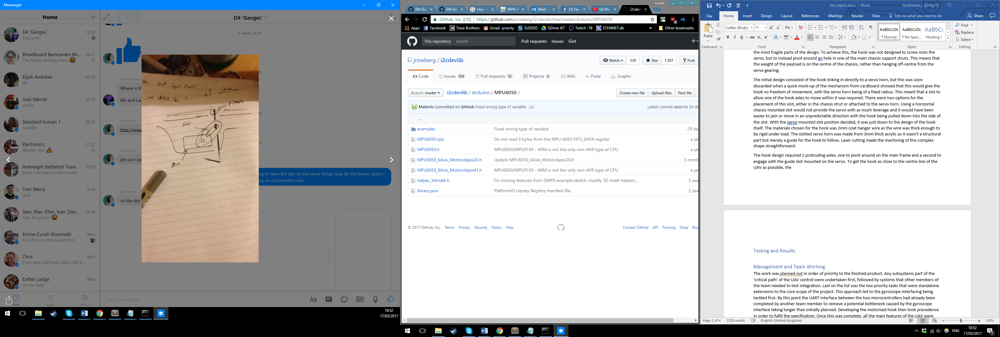 Messenger
Home
D4 'Ganges'
10:50
You: cool
Breadboard Bemoaners Bri...
04:17
The flasher: halfway there
Elijah Andrews
02:38
xD
Josh Merritt
02:35
ahaha
Standard human 1
00:25
nawhhh
Electronics
21:22
George: nice
Antweight Battlebot Team
20:09
Rohit: I've been buried in work
Tom Merry
19:44
okay
Sam, Max, Ellen, Ivan, Dan,...
18:40
Ivan: No probs!
Emma Curati-Alasonatti
Wed
You: But yes, that would do it
Chris
Wed
Chris sent a GIF from Tenor GIF K...
Esther Lodge
Wed
On our way!
Home
People
Settings
D4 'Ganges'
5 MAR, 12:39
Mohammed
Where is th
Me and Law
Lawrence
http://www
Lawrence
joe can I ge
ng to have the slot on the servo thingy may be the better option -
ng on a schematic now
Lawrence
so the slot
small signal model
pivot
slot
Type a message...
Aa
GIF
10:52
17/03/2017
Joseph
D4-Ga
D4-Ga
imu - G
MPU-6
Mail –
(1) Fac
Ed She
i2cdevl
GitHub, Inc. [US]
https://github.com/jrowberg/i2cdevlib/tree/master/Arduino/MPU6050
Apps
Facebook
Trese Brothers
Gmail- priority
SUSSED
GDrive IET
Twitch -TB
STEMNET.db
»
Other bookmarks
This repository
Search
Pull requests
Issues
Gist
jrowberg / i2cdevlib
Watch
330
Star
1,507
Fork
Code
Issues 109
Pull requests 16
Projects 0
Wiki
Pulse
Graphs
Branch: master
i2cdevlib / Arduino / MPU6050 /
Create new file
Upload files
Find file
MatixYo committed on GitHub Fixed wrong type of variable ...
Latest commit a06bf1b 29 da
..
examples
Fixed wrong type of variable
29 da
MPU6050.cpp
Do not read 0 bytes from the MPU-6050 FIFO_DATA register
a ye
MPU6050.h
MPU6050/MPU9150 - ARM is not the only non-AVR type of CPU
a ye
MPU6050_6Axis_MotionApps20.h
Update MPU6050_6Axis_MotionApps20.h
3 mont
MPU6050_9Axis_MotionApps41.h
MPU6050/MPU9150 - ARM is not the only non-AVR type of CPU
a ye
helper_3dmath.h
Fix missing features from DMP6 example sketch, modify 3D math helpers...
5 yea
library.json
PlatformIO Library Registry manifest file
2 yea
© 2017 GitHub, Inc.
Terms
Privacy
Security
Status
Help
Contact GitHub
API
Training
Shop
Blog
Joe_report.docx - Word
hindmarsh j. (jh16g15)
File
Home
Insert
Design
Layout
References
Mailings
Review
View
Tell me what you want to do
Share
Paste
Clipboard
Calibri (Body)
11
Font
Paragraph
AaBbCcDc
¶ Normal
AaBbCcDc
¶ No Spac...
AaBbCc
Heading 1
Styles
Find
Replace
Select
Editing
the most fragile parts of the design. To achieve this, the hook was not designed to screw onto the
servo, but to instead pivot around an hole in one of the main chassis support struts. This means that
the weight of the payload is on the centre of the chassis, rather than hanging off-centre from the
servo gearing.
The initial design consisted of the hook linking in directly to a servo horn, but this was soon
discarded when a quick mock-up of the mechanism from cardboard showed that this would give the
hook no freedom of movement, with the servo horn being of a fixed radius. This meant that a slot to
allow one of the hook axles to move within it was required. There were two options for the
placement of this slot, either in the chassis strut or attached to the servo horn. Using a horizontal
chassis mounted slot would not provide the servo with as much leverage and it would have been
easier to jam or move in an unpredictable direction with the hook being pulled down into the side of
the slot. With the servo mounted slot position decided, it was just down to the design of the hook
itself. The materials chosen for the hook was 2mm coat hanger wire as the wire was thick enough to
be rigid under load. The slotted servo horn was made from 3mm thick acrylic as it wasn't a structural
part but merely a guide for the hook to follow. Laser cutting made the machining of this complex
shape straightforward.
The hook design required 2 protruding axles, one to pivot around on the main frame and a second to
engage with the guide slot mounted on the servo. To get the hook as close to the centre line of the
UAV as possible, the
Testing and Results
Management and Team Working
The work was planned out in order of priority to the finished product. Any subsystems part of the
'critical path' of the UAV control were undertaken first, followed by systems that other members of
the team needed to test integration. Last on the list was the low priority tasks that were standalone
extensions to the core scope of the project. This approach led to the gyroscope interfacing being
tackled first. By this point the UART interface between the two microcontrollers had already been
completed by another team member to remove a potential bottleneck caused by the gyroscope
interface taking longer than initially planned. Developing the motorised hook then took precedence
in order to fulfil the specification. Once this was complete, all the main features of the UAV were
Page 2 of 4
2238 words
English (United Kingdom)
100%
ENG
10:52
17/03/2017